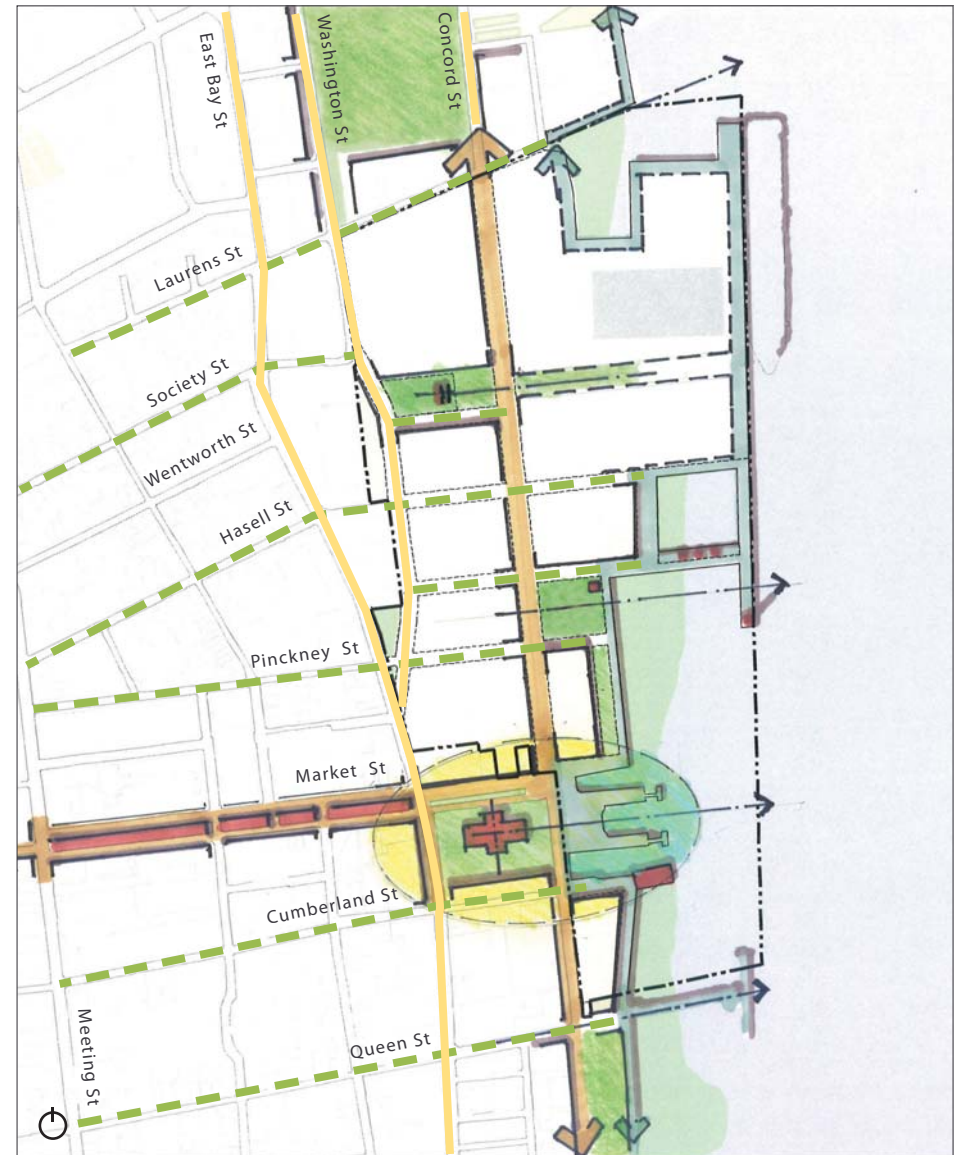 East Bay St
Washington St
Concord St
Laurens St
Society St
Wentworth St
Hasell St
Pinckney St
Market St
Cumberland St
Meeting St
Queen St